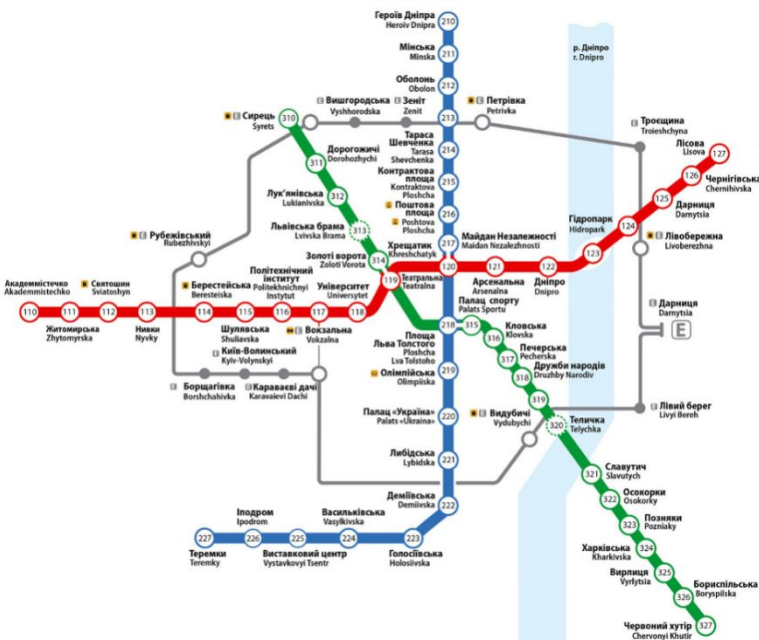 Героїв Дніпра
Heroiv Dnipra
210
Мінська
Minska
211
Оболонь
Obolon
212
р. Дніпро
r. Dnipro
Сирець
Syrets
310
E Вишгородська
Vyshhorodska
E Зеніт
Zenit
213
E Петрівка
Petrivka
E Троєщина
Troieshchyna
Тараса
Шевченка
Tarasa
Shevchenka
214
Лісова
Lisova
127
Дорогожичі
Dorohozhychi
311
Контрактова
площа
Kontraktova
Ploshcha
215
126
Чернігівська
Chernihivska
Лук'янівська
Lukianivska
312
Поштова
площа
Poshtova
Ploshcha
216
125
Дарниця
Darnytsia
Львівська брама
Lvivska Brama
313
Гідропарк
Hidropark
124
E Рубежівський
Rubezhivskyi
217
Майдан Незалежності
Maidan Nezalezhnosti
123
E Лівобережна
Livoberezhna
Золоті ворота
Zoloti Vorota
314
Хрещатик
Khreshchatyk
120
121
122
Театральна
Teatralna
119
Арсенальна
Arsenalna
Дніпро
Dnipro
Академмістечко
Akademmistechko
110
111
Святошин
Sviatoshyn
112
113
Берестейська
Beresteiska
114
115
Політехнічний
інститут
Politekhnichnyi
Instytut
116
117
Університет
Universytet
118
Житомирська
Zhytomyrska
Нивки
Nyvky
Шулявська
Shuliavska
E Вокзальна
Vokzalna
Палац спорту
Palats Sportu
E Дарниця
Darnytsia
E
Площа
Льва Толстого
Ploshcha
Lva Tolstoho
218
315
316
Кловська
Klovska
E Київ-Волинський
Kyiv-Volynskyi
317
Печерська
Pecherska
E Борщагівка
Borshchahivka
E Караваєві дачі
Karavaievi Dachi
Олімпійська
Olimpiiska
219
318
Дружби народів
Druzhby Narodiv
319
E Видубичі
Vydubychi
E Лівий берег
Livyi Bereh
Палац «Україна»
Palats «Ukraina»
220
320
Теличка
Telychka
Либідська
Lybidska
221
321
Славутич
Slavutych
Деміївська
Demiivska
222
322
Осокорки
Osokorky
Іподром
Ipodrom
Васильківська
Vasylkivska
323
Позняки
Pozniaky
227
226
225
224
223
Теремки
Teremky
Виставковий центр
Vystavkovyi Tsentr
Голосіївська
Holosiivska
Харківська
Kharkivska
324
Вирлиця
Vyrlytsia
325
326
Бориспільська
Boryspilska
Червоний хутір
Chervonyi Khutir
327